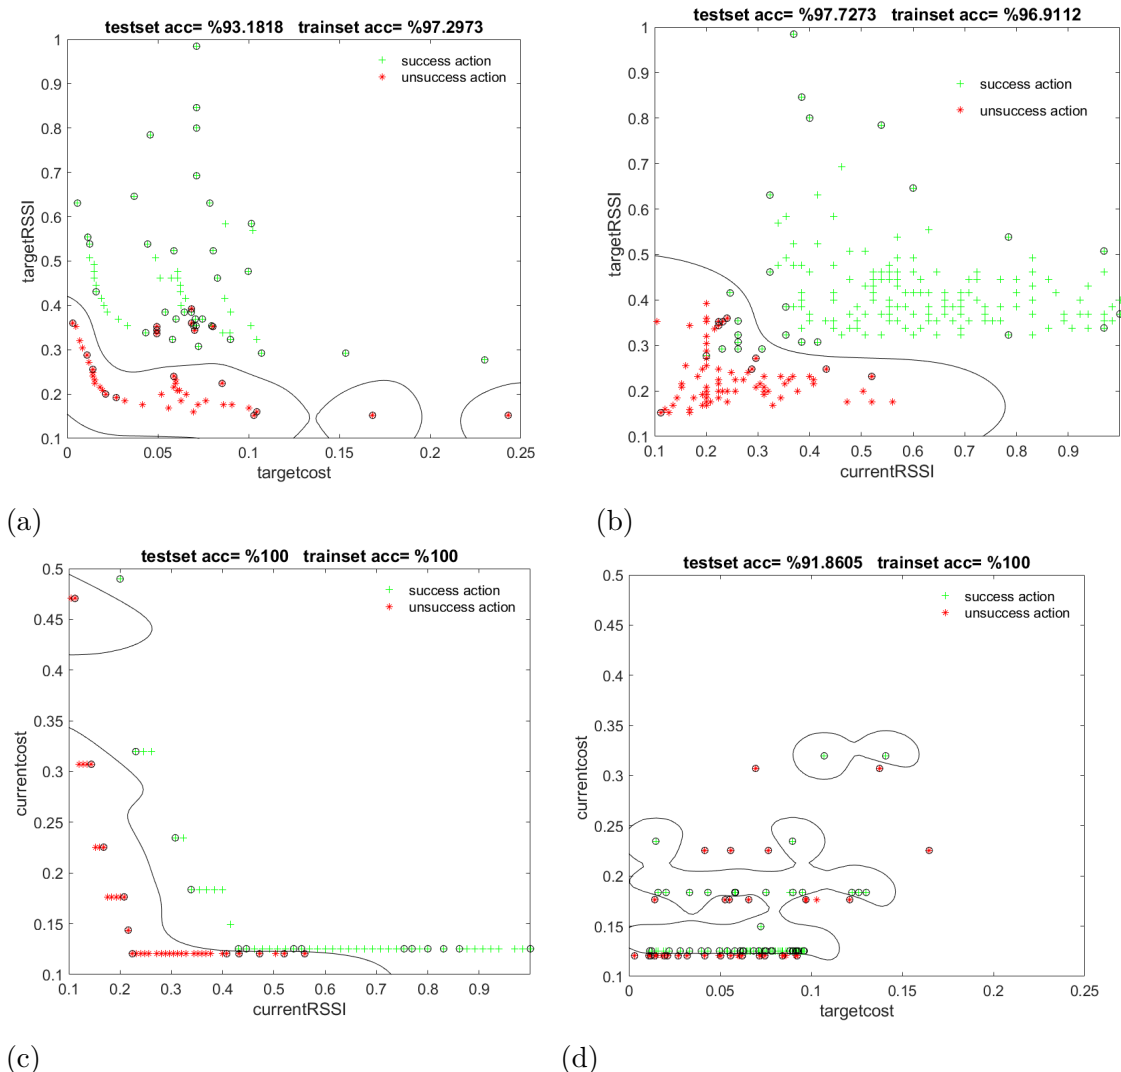 testset acc= %93.1818 trainset acc= %97.2973
1
0.9
0.8
0.7
0.6
0.5
0.4
0.3
0.2
0.1
targetRSSI
success action
unsuccess action
0 0.05 0.1 0.15 0.2 0.25
targetcost
(a)
testset acc= %97.7273 trainset acc= %96.9112
1
0.9
0.8
0.7
0.6
0.5
0.4
0.3
0.2
0.1
targetRSSI
success action
unsuccess action
0.1 0.2 0.3 0.4 0.5 0.6 0.7 0.8 0.9
currentRSSI
(b)
testset acc= %100 trainset acc= %100
0.5
0.45
0.4
0.35
0.3
0.25
0.2
0.15
0.1
currentcost
success action
unsuccess action
0.1 0.2 0.3 0.4 0.5 0.6 0.7 0.8 0.9
currentRSSI
(c)
testset acc= %91.8605 trainset acc= %100
0.5
0.45
0.4
0.35
0.3
0.25
0.2
0.15
0.1
currentcost
success action
unsuccess action
0 0.05 0.1 0.15 0.2 0.25
targetcost
(d)